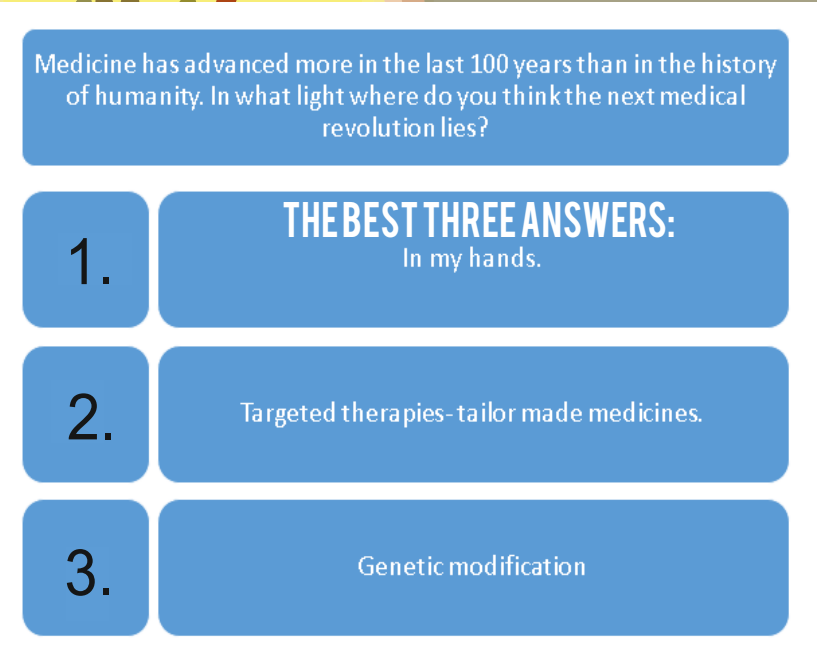 Medicine has advanced more in the last 100 years than in the history
of humanity. In what light where do you think the next medical
revolution lies?
THE BEST THREE ANSWERS:
1.
In my hands.
2.
Targeted therapies- tailor made medicines.
3.
Genetic modification